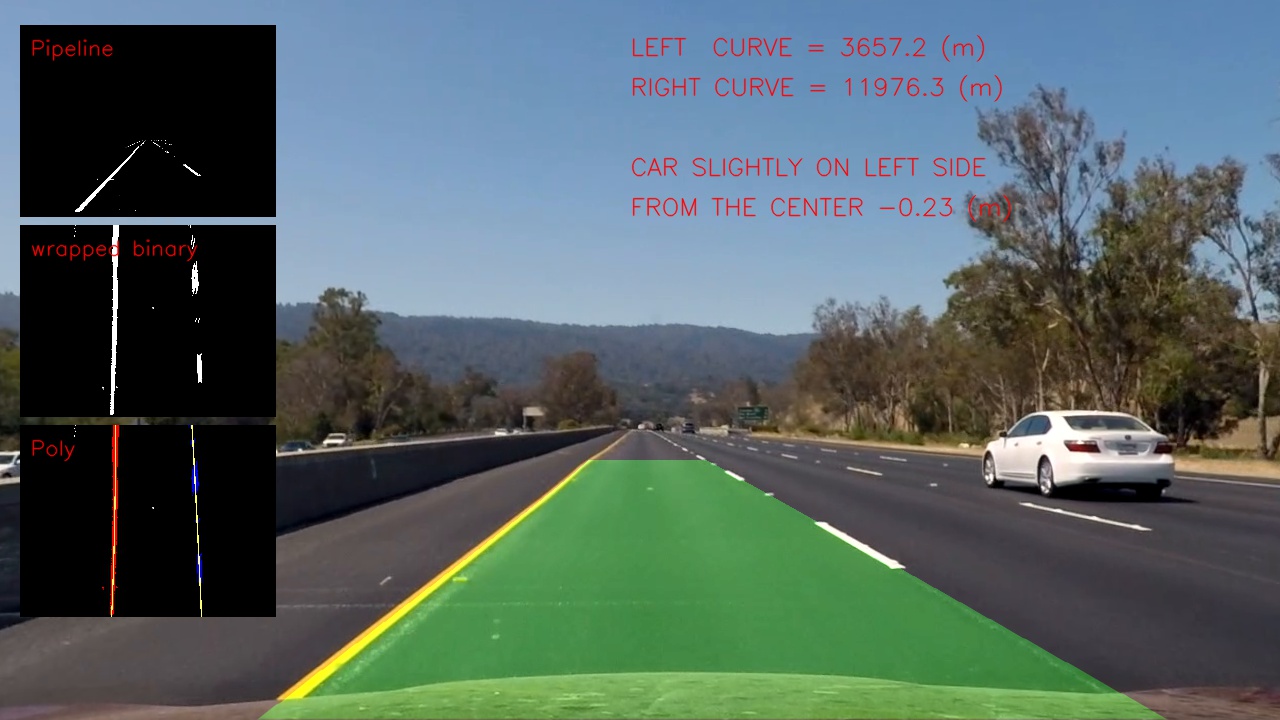 Pipeline
wrapped binary
Poly
LEFT CURVE = 3657.2 (m)
RIGHT CURVE = 11976.3 (m)
CAR SLIGHTLY ON LEFT SIDE
FROM THE CENTER -0.23 (m)